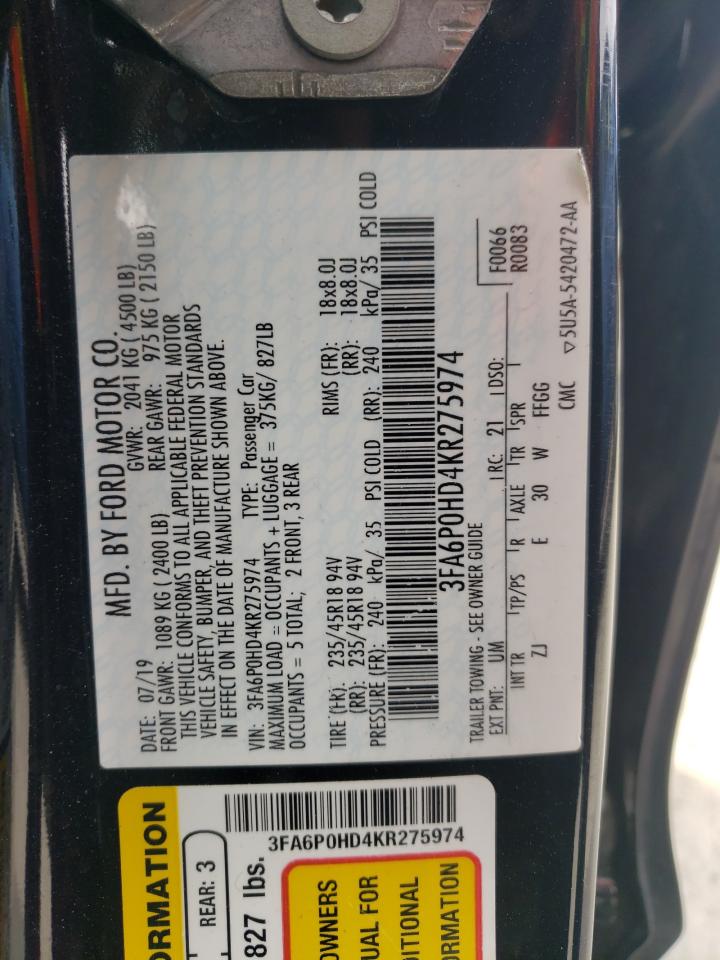 MFD. BY FORD MOTOR CO.
DATE: 07/19 GVWR: 2041 KG ( 4500 LB)
FRONT GAWR: 1089 KG (2400 LB) REAR GAWR: 975 KG ( 2150 LB)
THIS VEHICLE CONFORMS TO ALL APPLICABLE FEDERAL MOTOR
VEHICLE SAFETY, BUMPER, AND THEFT PREVENTION STANDARDS
IN EFFECT ON THE DATE OF MANUFACTURE SHOWN ABOVE.
VIN: 3FA6P0HD4KR275974 TYPE: Passenger Car
MAXIMUM LOAD = OCCUPANTS + LUGGAGE = 375KG/ 827LB
OCCUPANTS = 5 TOTAL; 2 FRONT, 3 REAR
TIRE (FR): 235/45R18 94V RIMS (FR): 18x8.0J
(RR): 235/45R18 94V (RR): 18x8.0J
PRESSURE (FR): 240 kPa/ 35 PSI COLD (RR): 240 kPa/ 35 PSI COLD
3FA6P0HD4KR275974
TRAILER TOWING - SEE OWNER GUIDE F0066
R0083
EXT PNT: UM RC: 21 DSO:
INT TR TP/PS R AXLE TR SPR
ZJ E 30 W FFGG
CMC ▽5U5A-5420472-AA
ORMATION
REAR: 3
827 lbs.
3FA6P0HD4KR275974
OWNERS
UAL FOR
DITIONAL
ORMATION